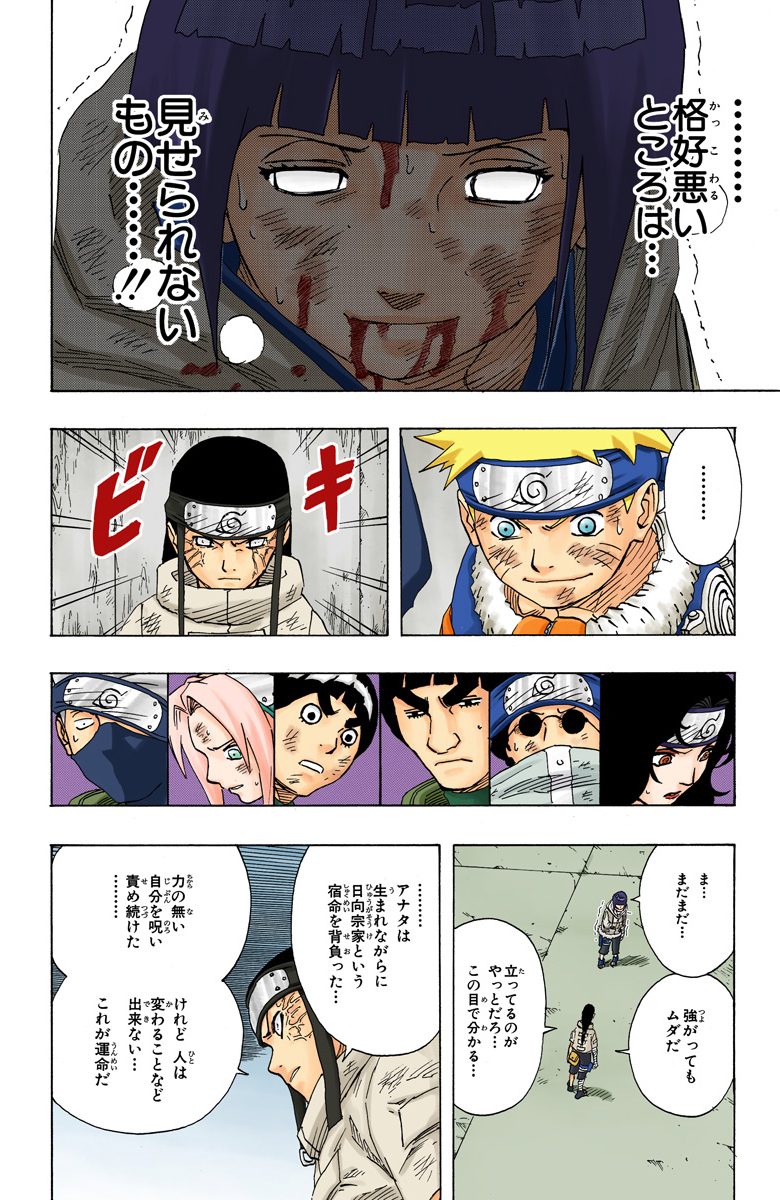 ………
格好悪い
ところは…
見せられない
もの………!!
………
キ
ビ
ま…
まだまだ…
強がっても
ムダだ
立ってるのが
やっとだろ…
この目で分かる…
………
アナタは
生まれながらに
日向宗家という
宿命を背負った…
力の無い
自分を呪い
責め続けた
………
けれど 人は
変わることなど
出来ない…
これが運命だ